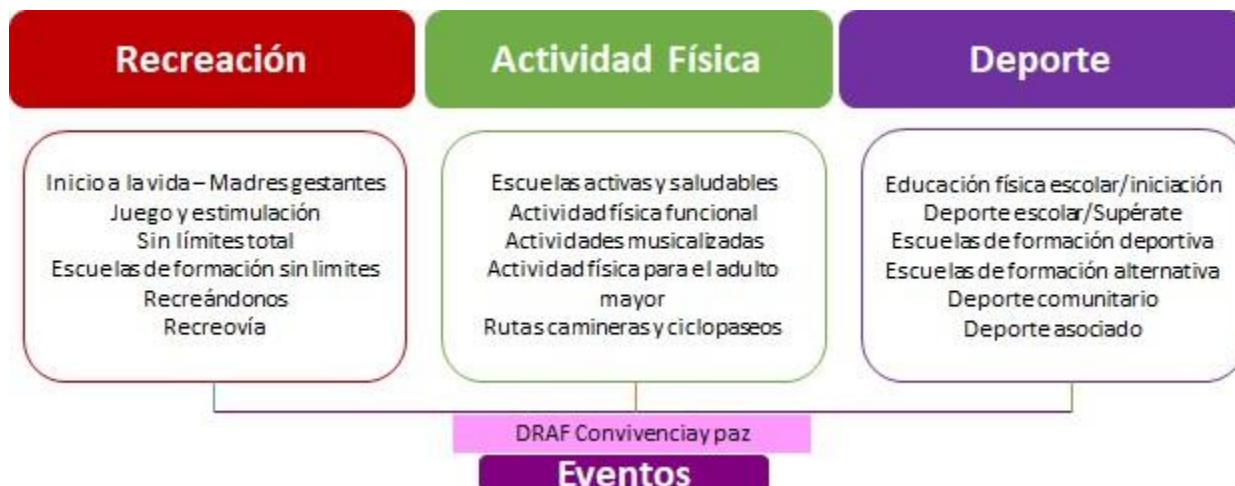 Recreación
Inicio a la vida – Madres gestantes
Juego y estimulación
Sin límites total
Escuelas de formación sin limites
Recreándonos
Recreovía
Actividad Física
Escuelas activas y saludables
Actividad física funcional
Actividades musicalizadas
Actividad física para el adulto
mayor
Rutas camineras y ciclopaseos
Deporte
Educación física escolar/iniciación
Deporte escolar/Supérate
Escuelas de formación deportiva
Escuelas de formación alternativa
Deporte comunitario
Deporte asociado
DRAF Convivencia y paz
Eventos